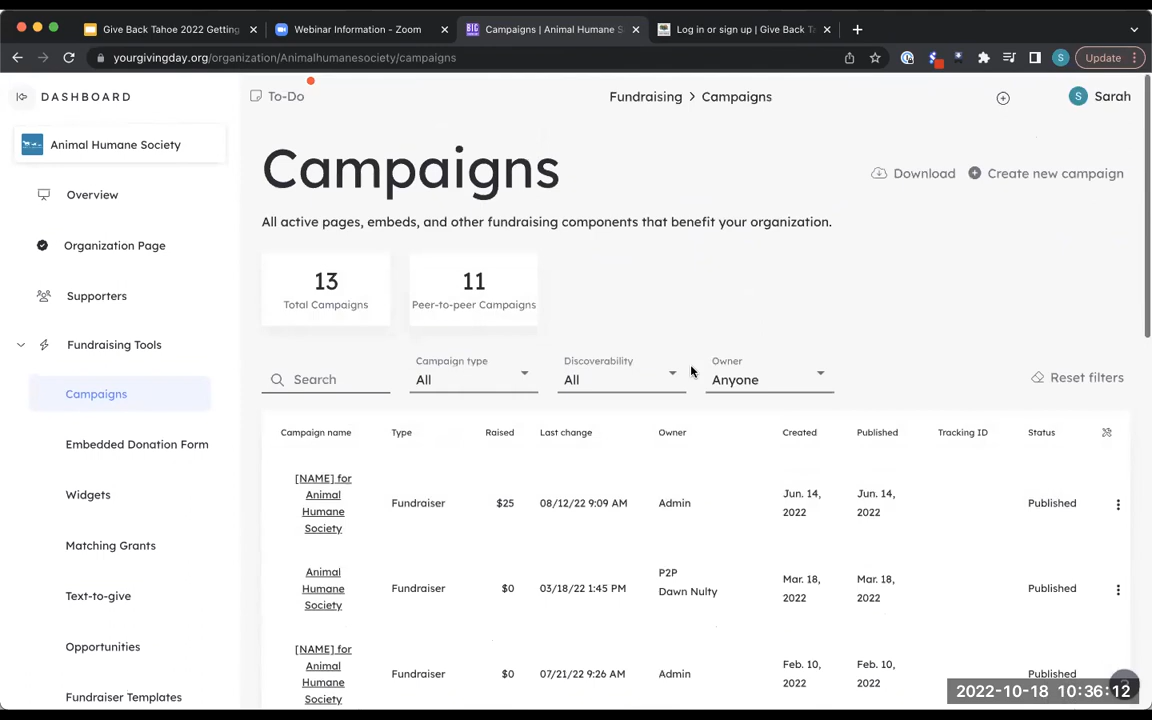 Give Back Tahoe 2022 Getting
Webinar Information - Zoom
Campaigns | Animal Humane S
Log in or sign up | Give Back T
yourgivingday.org/organization/Animalhumanesociety/campaigns
S
Update
DASHBOARD
To-Do
Fundraising > Campaigns
S
Sarah
Animal Humane Society
Overview
Organization Page
Supporters
Fundraising Tools
Campaigns
Embedded Donation Form
Widgets
Matching Grants
Text-to-give
Opportunities
Fundraiser Templates
Campaigns
Download
Create new campaign
All active pages, embeds, and other fundraising components that benefit your organization.
13
Total Campaigns
11
Peer-to-peer Campaigns
Search
Campaign type
All
Discoverability
All
Owner
Anyone
Reset filters
Campaign name Type Raised Last change Owner Created Published Tracking ID Status
[NAME] for
Animal
Humane
Society
Fundraiser
$25
08/12/22 9:09 AM
Admin
Jun. 14,
2022
Jun. 14,
2022
Published
Animal
Humane
Society
Fundraiser
$0
03/18/22 1:45 PM
P2P
Dawn Nulty
Mar. 18,
2022
Mar. 18,
2022
Published
[NAME] for
Animal
Humane
Society
Fundraiser
$0
07/21/22 9:26 AM
Admin
Feb. 10,
2022
Feb. 10,
2022
Published
2022-10-18 10:36:12